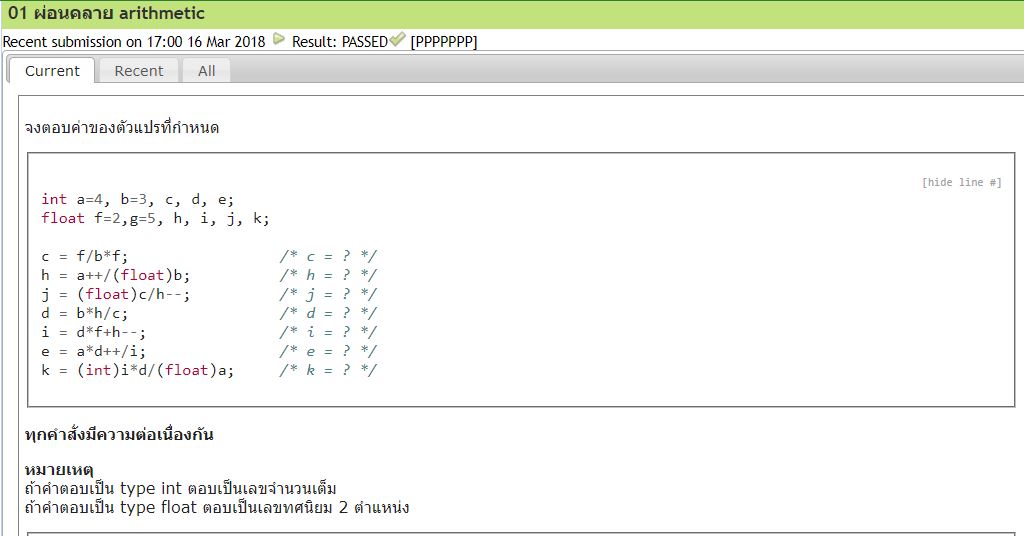 01 ผ่อนคลาย arithmetic
Recent submission on 17:00 16 Mar 2018 Result: PASSED [PPPPPPP]
Current Recent All
จงตอบค่าของตัวแปรที่กำหนด
[hide line #]
int a=4, b=3, c, d, e;
float f=2,g=5, h, i, j, k;
c = f/b*f; /* c = ? */
h = a++/(float)b; /* h = ? */
j = (float)c/h--; /* j = ? */
d = b*h/c; /* d = ? */
i = d*f+h--; /* i = ? */
e = a*d++/i; /* e = ? */
k = (int)i*d/(float)a; /* k = ? */
ทุกคำสั่งมีความต่อเนื่องกัน
หมายเหตุ
ถ้าคำตอบเป็น type int ตอบเป็นเลขจำนวนเต็ม
ถ้าคำตอบเป็น type float ตอบเป็นเลขทศนิยม 2 ตำแหน่ง